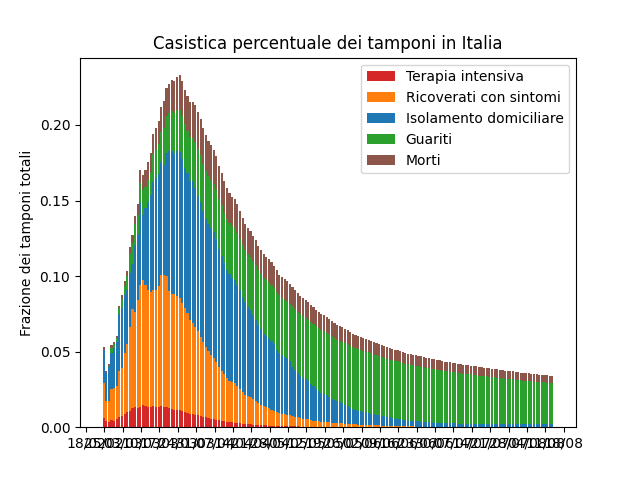 Casistica percentuale dei tamponi in Italia
Terapia intensiva
Ricoverati con sintomi
Isolamento domiciliare
Guariti
Morti
Frazione dei tamponi totali
0.20
0.15
0.10
0.05
0.00